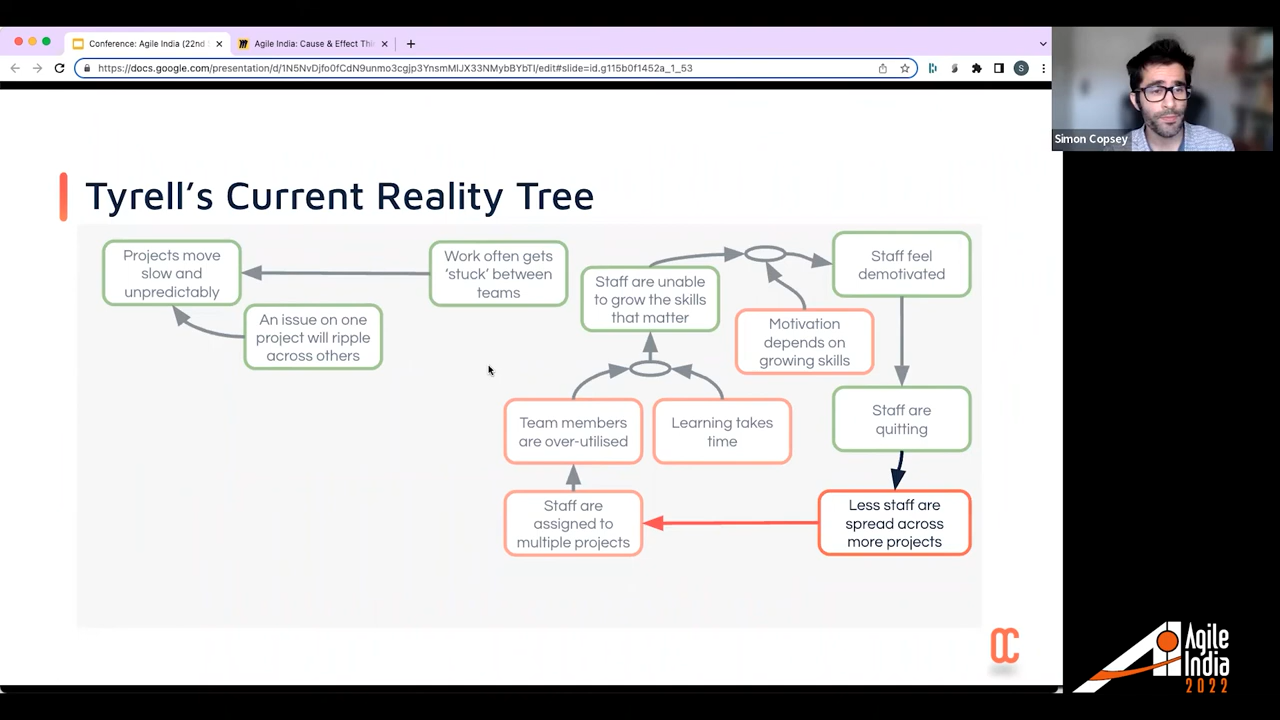 Conference: Agile India (22nd
Agile India: Cause & Effect Thi
https://docs.google.com/presentation/d/1N5NvDjfo0fCdN9unmo3cgjp3YnsmMlJX33NMybBYbTI/edit#slide=id.g115b0f1452a_1_53
S
Simon Copsey
Tyrell's Current Reality Tree
Projects move
slow and
unpredictably
Work often gets
'stuck' between
teams
An issue on one
project will ripple
across others
Staff are unable
to grow the skills
that matter
Staff feel
demotivated
Motivation
depends on
growing skills
Team members
are over-utilised
Learning takes
time
Staff are
quitting
Staff are
assigned to
multiple projects
Less staff are
spread across
more projects
OC
Agile
India
2022